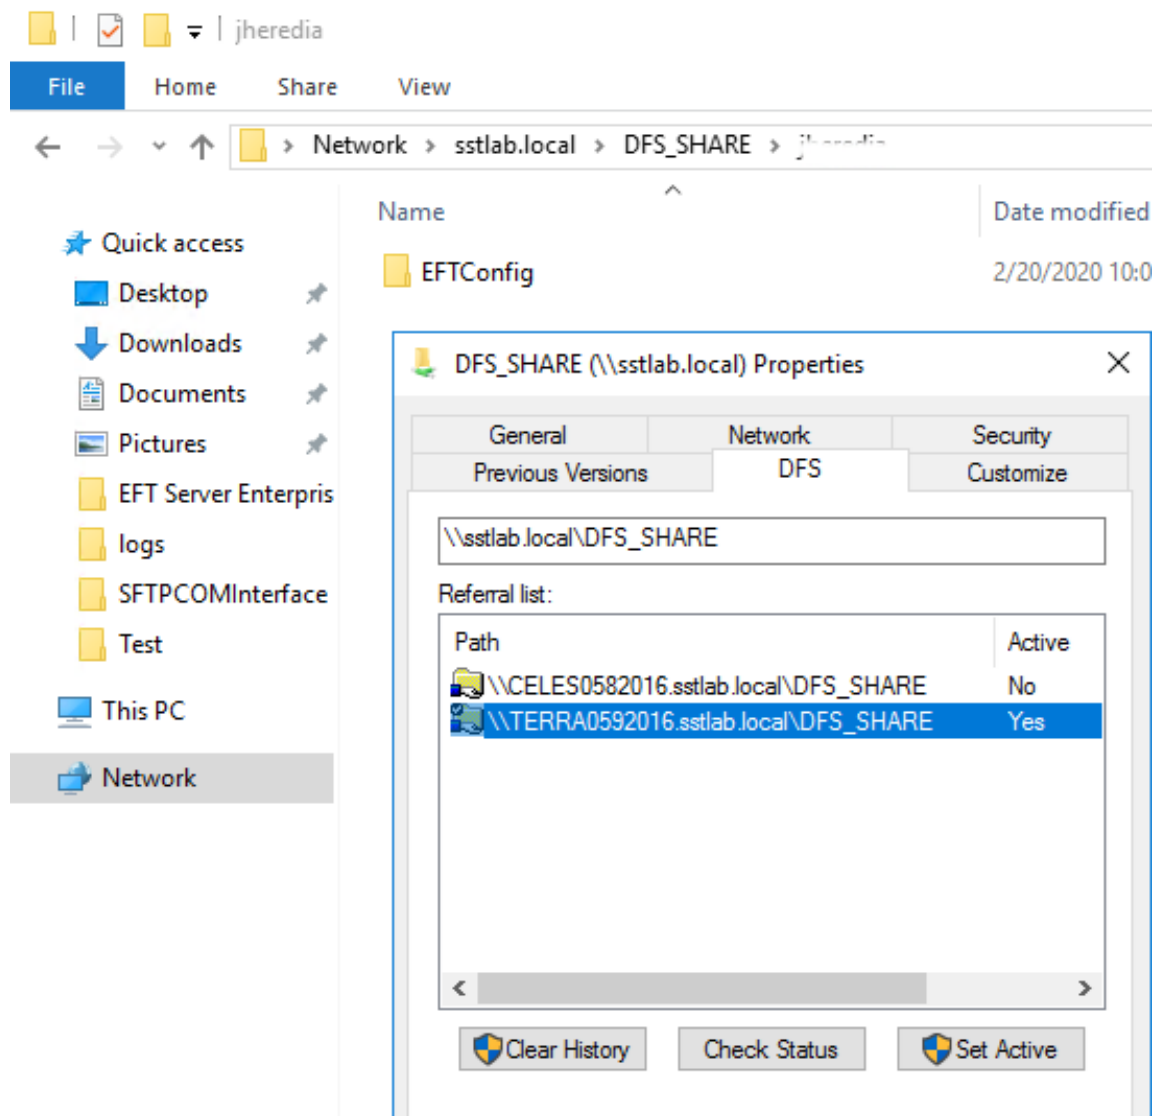 jheredia
File Home Share View
Network > sstlab.local > DFS_SHARE >
Name Date modified
Quick access
EFTConfig 2/20/2020 10:0
Desktop
Downloads
Documents
Pictures
EFT Server Enterpris
logs
SFTPCOMInterface
Test
This PC
Network
DFS_SHARE (\\sstlab.local) Properties
General Network Security
Previous Versions DFS Customize
\\sstlab.local\DFS_SHARE
Referral list:
Path Active
\\CELES0582016.sstlab.local\DFS_SHARE No
\\TERRA0592016.sstlab.local\DFS_SHARE Yes
Clear History Check Status Set Active